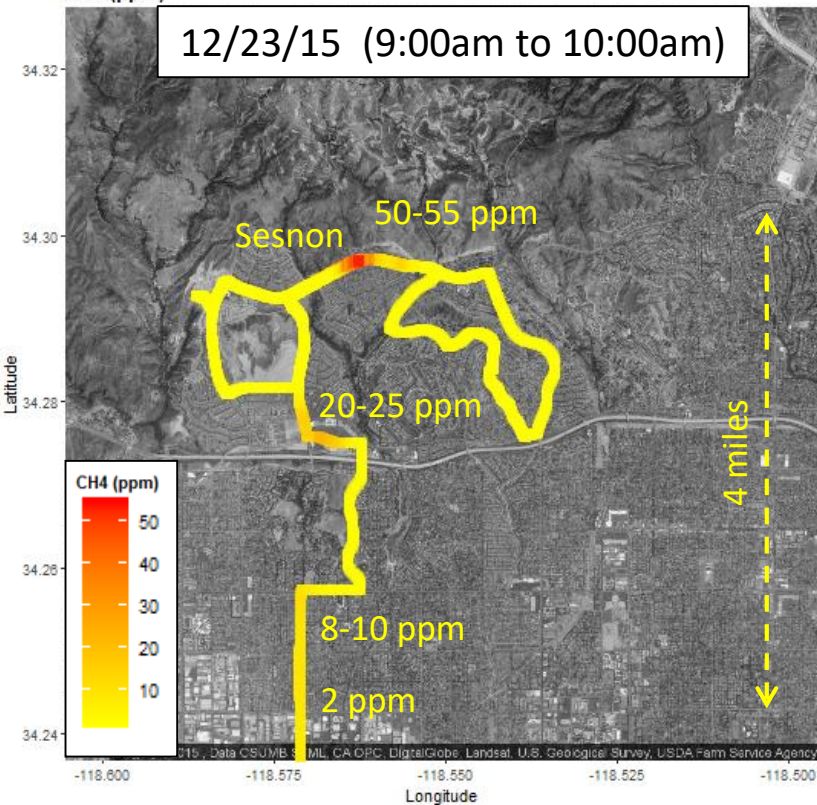 12/23/15 (9:00am to 10:00am)
34.32
34.30
34.28
34.26
34.24
Latitude
50-55 ppm
Sesnon
20-25 ppm
4 miles
CH4 (ppm)
50
40
30
20
10
8-10 ppm
2 ppm
Data CSUMB SFML, CA OPC, DigitalGlobe, Landsat, U.S. Geological Survey, USDA Farm Service Agency
-118.600
-118.575
-118.550
-118.525
-118.500
Longitude